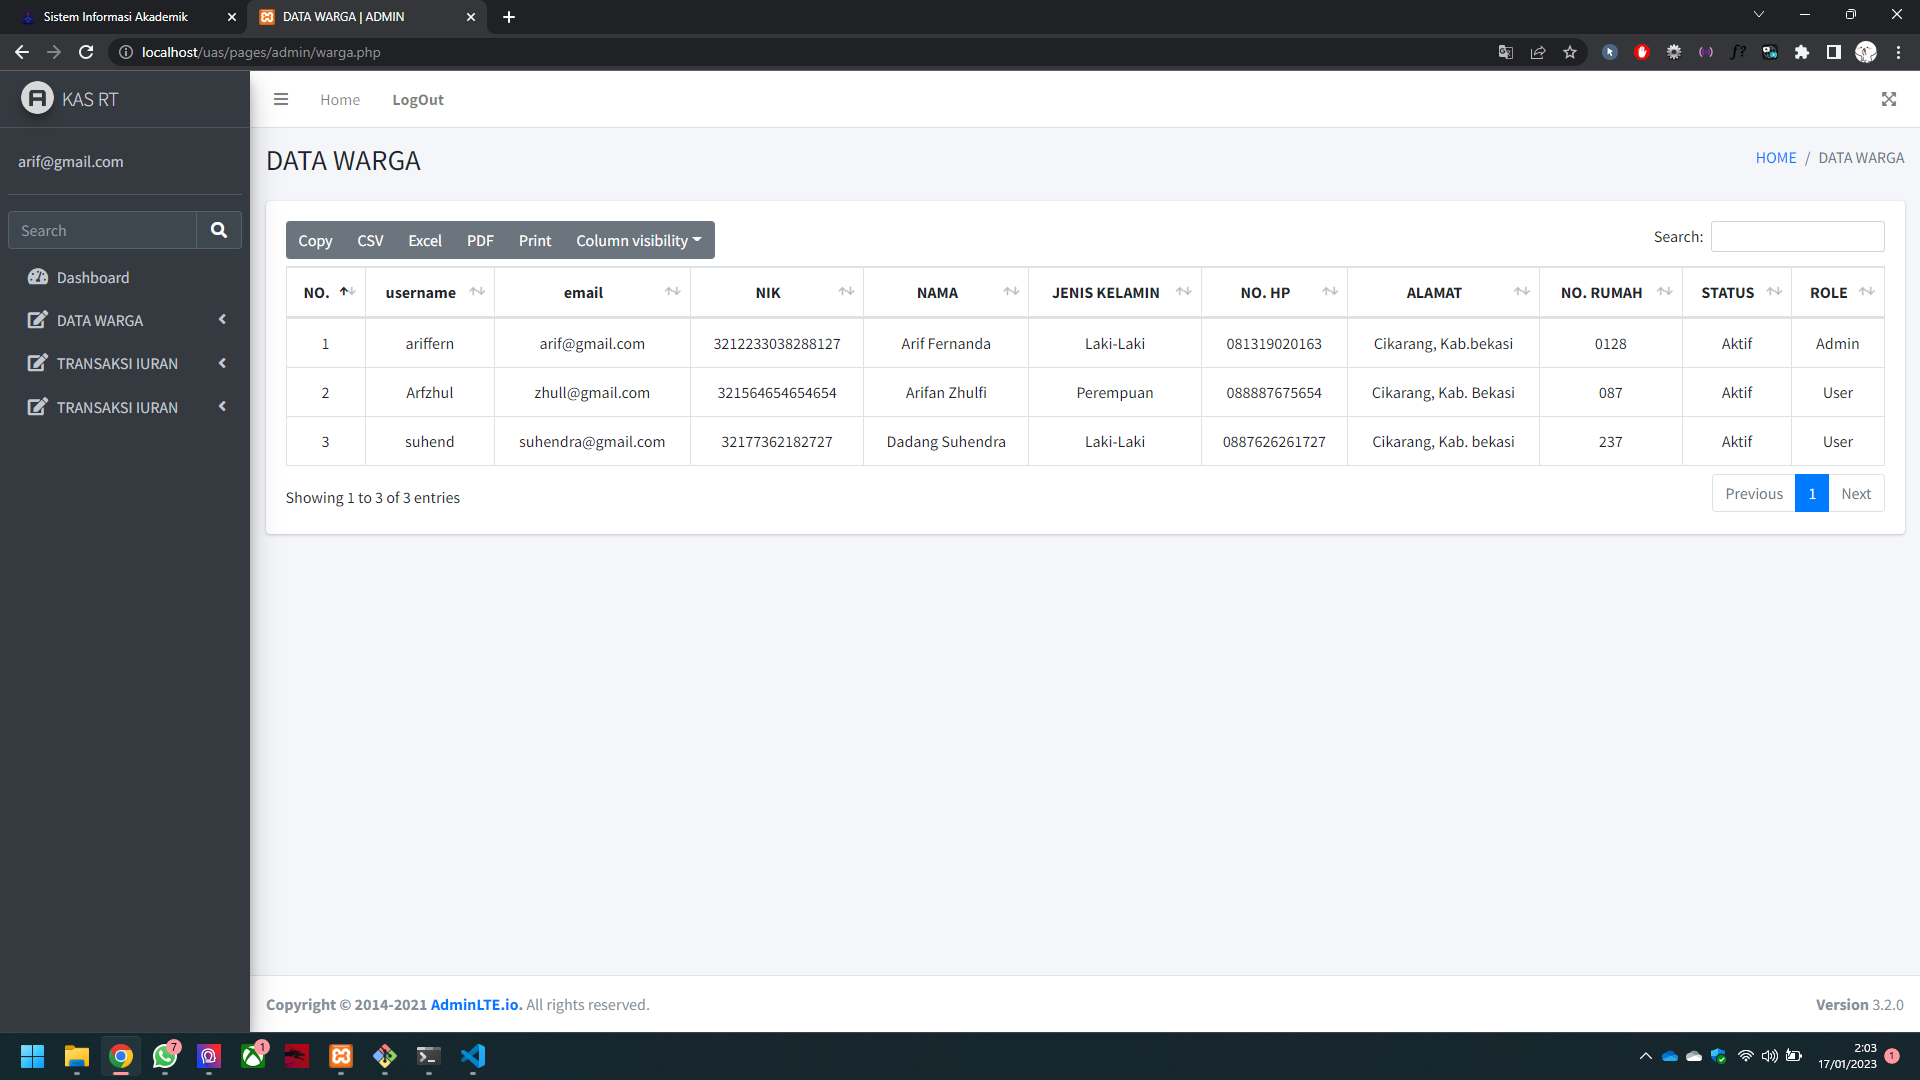 Sistem Informasi Akademik
DATA WARGA | ADMIN
localhost/uas/pages/admin/warga.php
KAS RT
Home
LogOut
arif@gmail.com
DATA WARGA
HOME / DATA WARGA
Search
Dashboard
DATA WARGA
TRANSAKSI IURAN
TRANSAKSI IURAN
Copy CSV Excel PDF Print Column visibility
Search:
NO. username email NIK NAMA JENIS KELAMIN NO. HP ALAMAT NO. RUMAH STATUS ROLE
1 ariffern arif@gmail.com 3212233038288127 Arif Fernanda Laki-Laki 081319020163 Cikarang, Kab.bekasi 0128 Aktif Admin
2 Arfzhul zhull@gmail.com 321564654654654 Arifan Zhulfi Perempuan 088887675654 Cikarang, Kab. Bekasi 087 Aktif User
3 suhend suhendra@gmail.com 32177362182727 Dadang Suhendra Laki-Laki 0887626261727 Cikarang, Kab. bekasi 237 Aktif User
Showing 1 to 3 of 3 entries
Previous 1 Next
Copyright © 2014-2021 AdminLTE.io. All rights reserved.
Version 3.2.0
7
1
2:03
17/01/2023
1